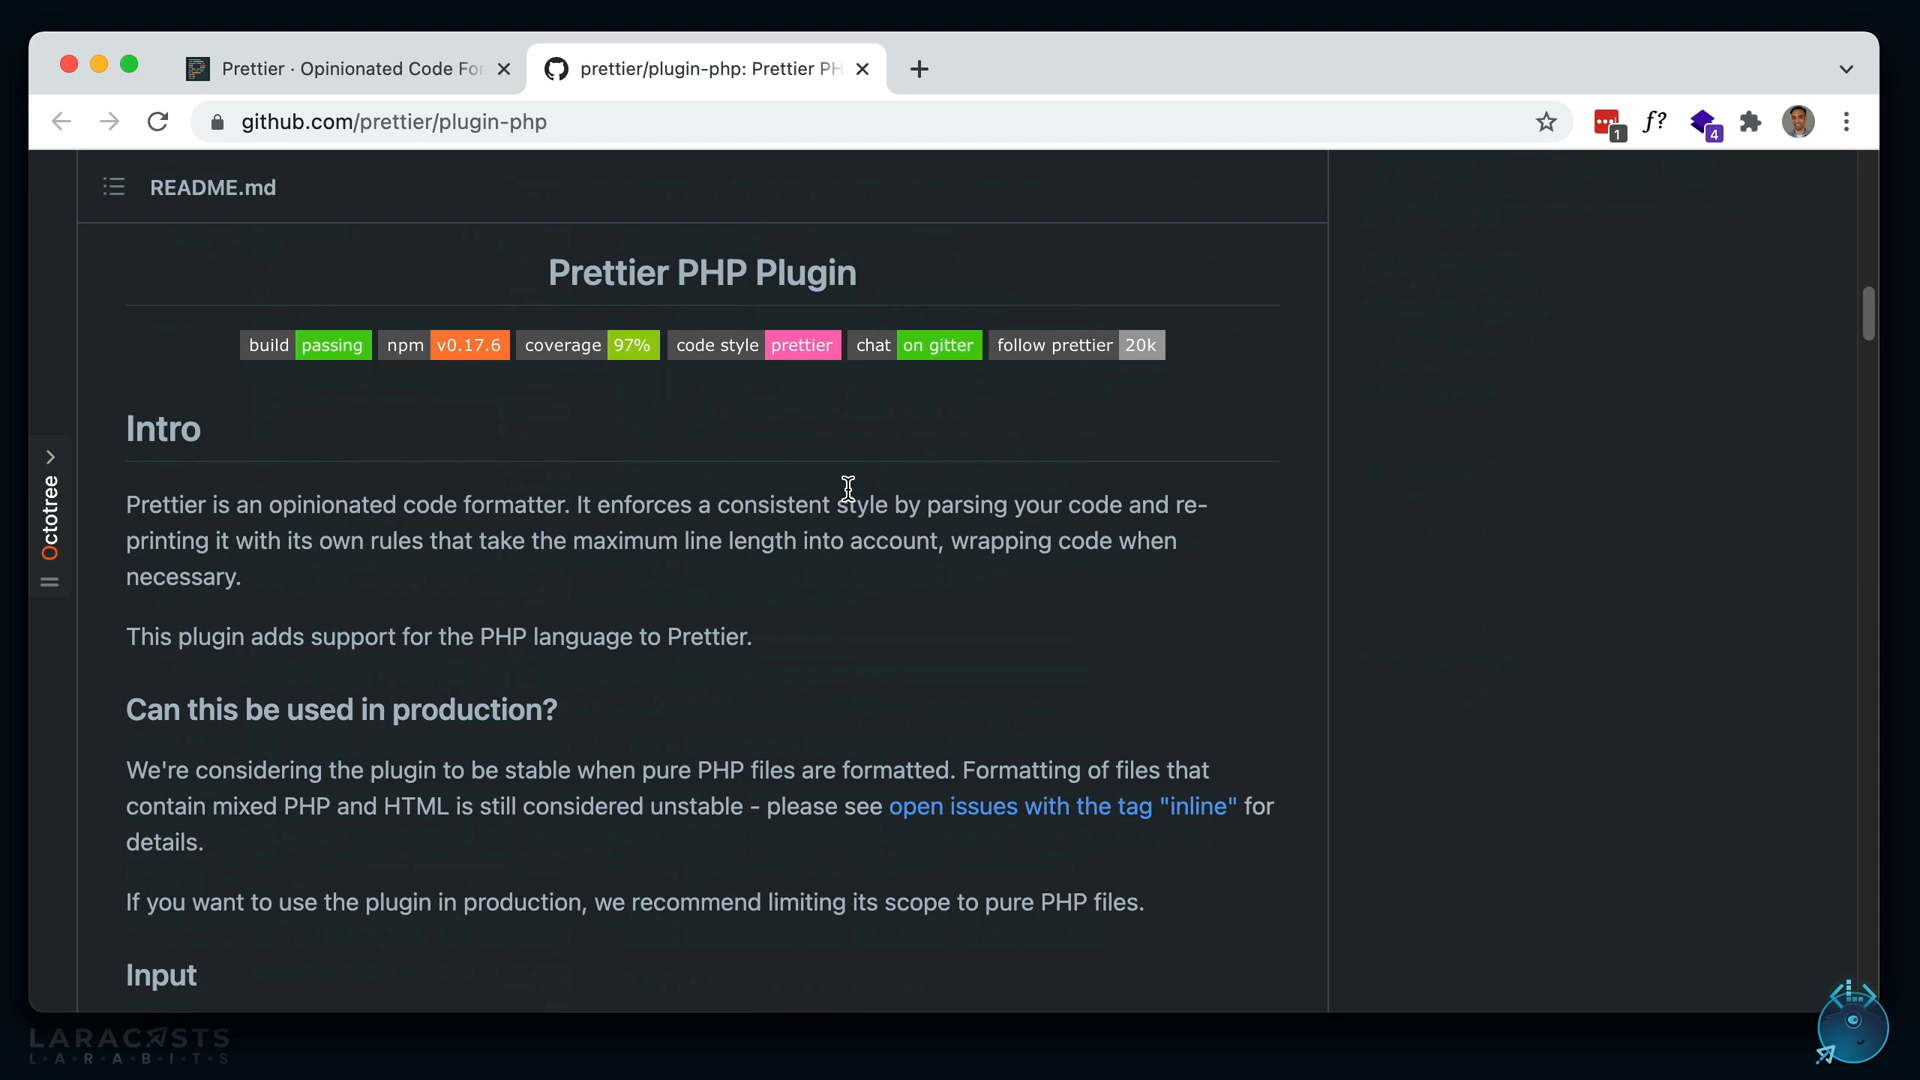 Prettier · Opinionated Code For
prettier/plugin-php: Prettier PH
github.com/prettier/plugin-php
1
f?
4
README.md
Prettier PHP Plugin
build passing npm v0.17.6 coverage 97% code style prettier chat on gitter follow prettier 20k
Intro
Prettier is an opinionated code formatter. It enforces a consistent style by parsing your code and re-
printing it with its own rules that take the maximum line length into account, wrapping code when
necessary.
This plugin adds support for the PHP language to Prettier.
Can this be used in production?
We're considering the plugin to be stable when pure PHP files are formatted. Formatting of files that
contain mixed PHP and HTML is still considered unstable - please see open issues with the tag "inline" for
details.
If you want to use the plugin in production, we recommend limiting its scope to pure PHP files.
Input
Octotree
LARACASTS
L·A·R·A·B·I·T·S